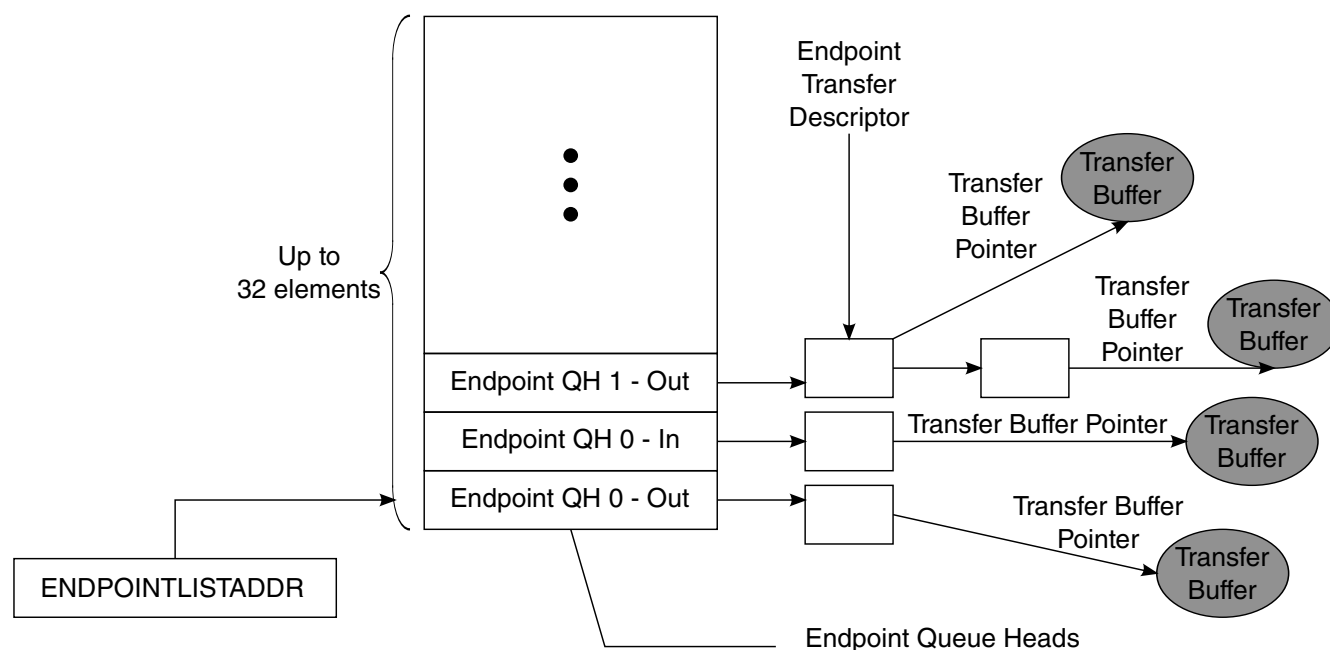 Endpoint
Transfer
Descriptor
Transfer
Buffer
Transfer
Buffer
Pointer
Up to
32 elements
Transfer
Buffer
Pointer
Transfer
Buffer
Endpoint QH 1 - Out
Endpoint QH 0 - In
Transfer Buffer Pointer
Transfer
Buffer
Endpoint QH 0 - Out
Transfer Buffer
Pointer
Transfer
Buffer
ENDPOINTLISTADDR
Endpoint Queue Heads